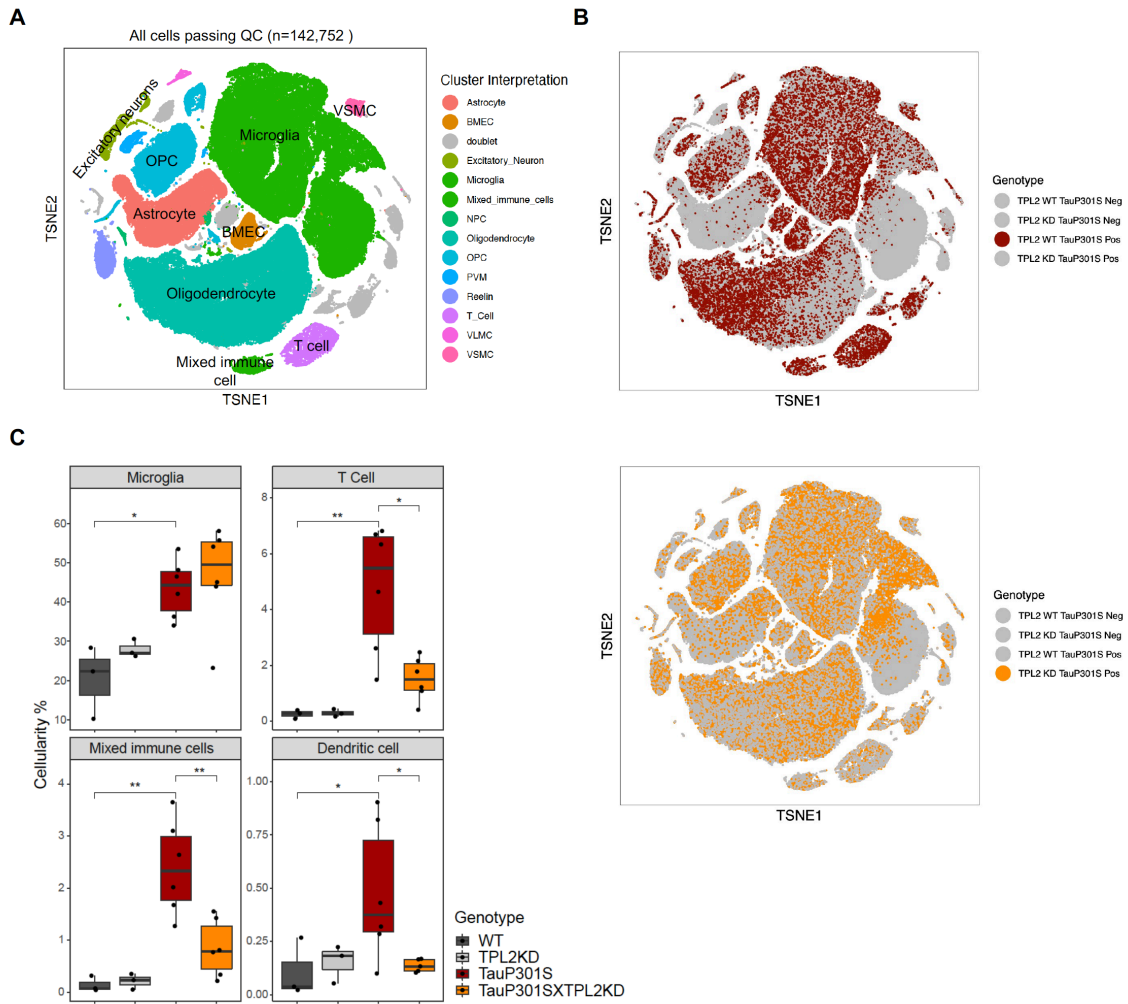 A
All cells passing QC (n=142,752 )
TSNE2
TSNE1
Excitatory neurons
OPC
Microglia
VSMC
Astrocyte
BMEC
Oligodendrocyte
T cell
Mixed immune
cell
Cluster Interpretation
Astrocyte
BMEC
doublet
Excitatory_Neuron
Microglia
Mixed_immune_cells
NPC
Oligodendrocyte
OPC
PVM
Reelin
T_Cell
VLMC
VSMC
B
TSNE2
TSNE1
Genotype
TPL2 WT TauP301S Neg
TPL2 KD TauP301S Neg
TPL2 WT TauP301S Pos
TPL2 KD TauP301S Pos
TSNE2
TSNE1
Genotype
TPL2 WT TauP301S Neg
TPL2 KD TauP301S Neg
TPL2 WT TauP301S Pos
TPL2 KD TauP301S Pos
C
Cellularity %
Microglia
60
50
40
30
20
10
*
T Cell
8
6
4
2
0
**
*
Mixed immune cells
4
3
2
1
0
**
**
Dendritic cell
1.00
0.75
0.50
0.25
0.00
*
*
Genotype
WT
TPL2KD
TauP301S
TauP301SXTPL2KD